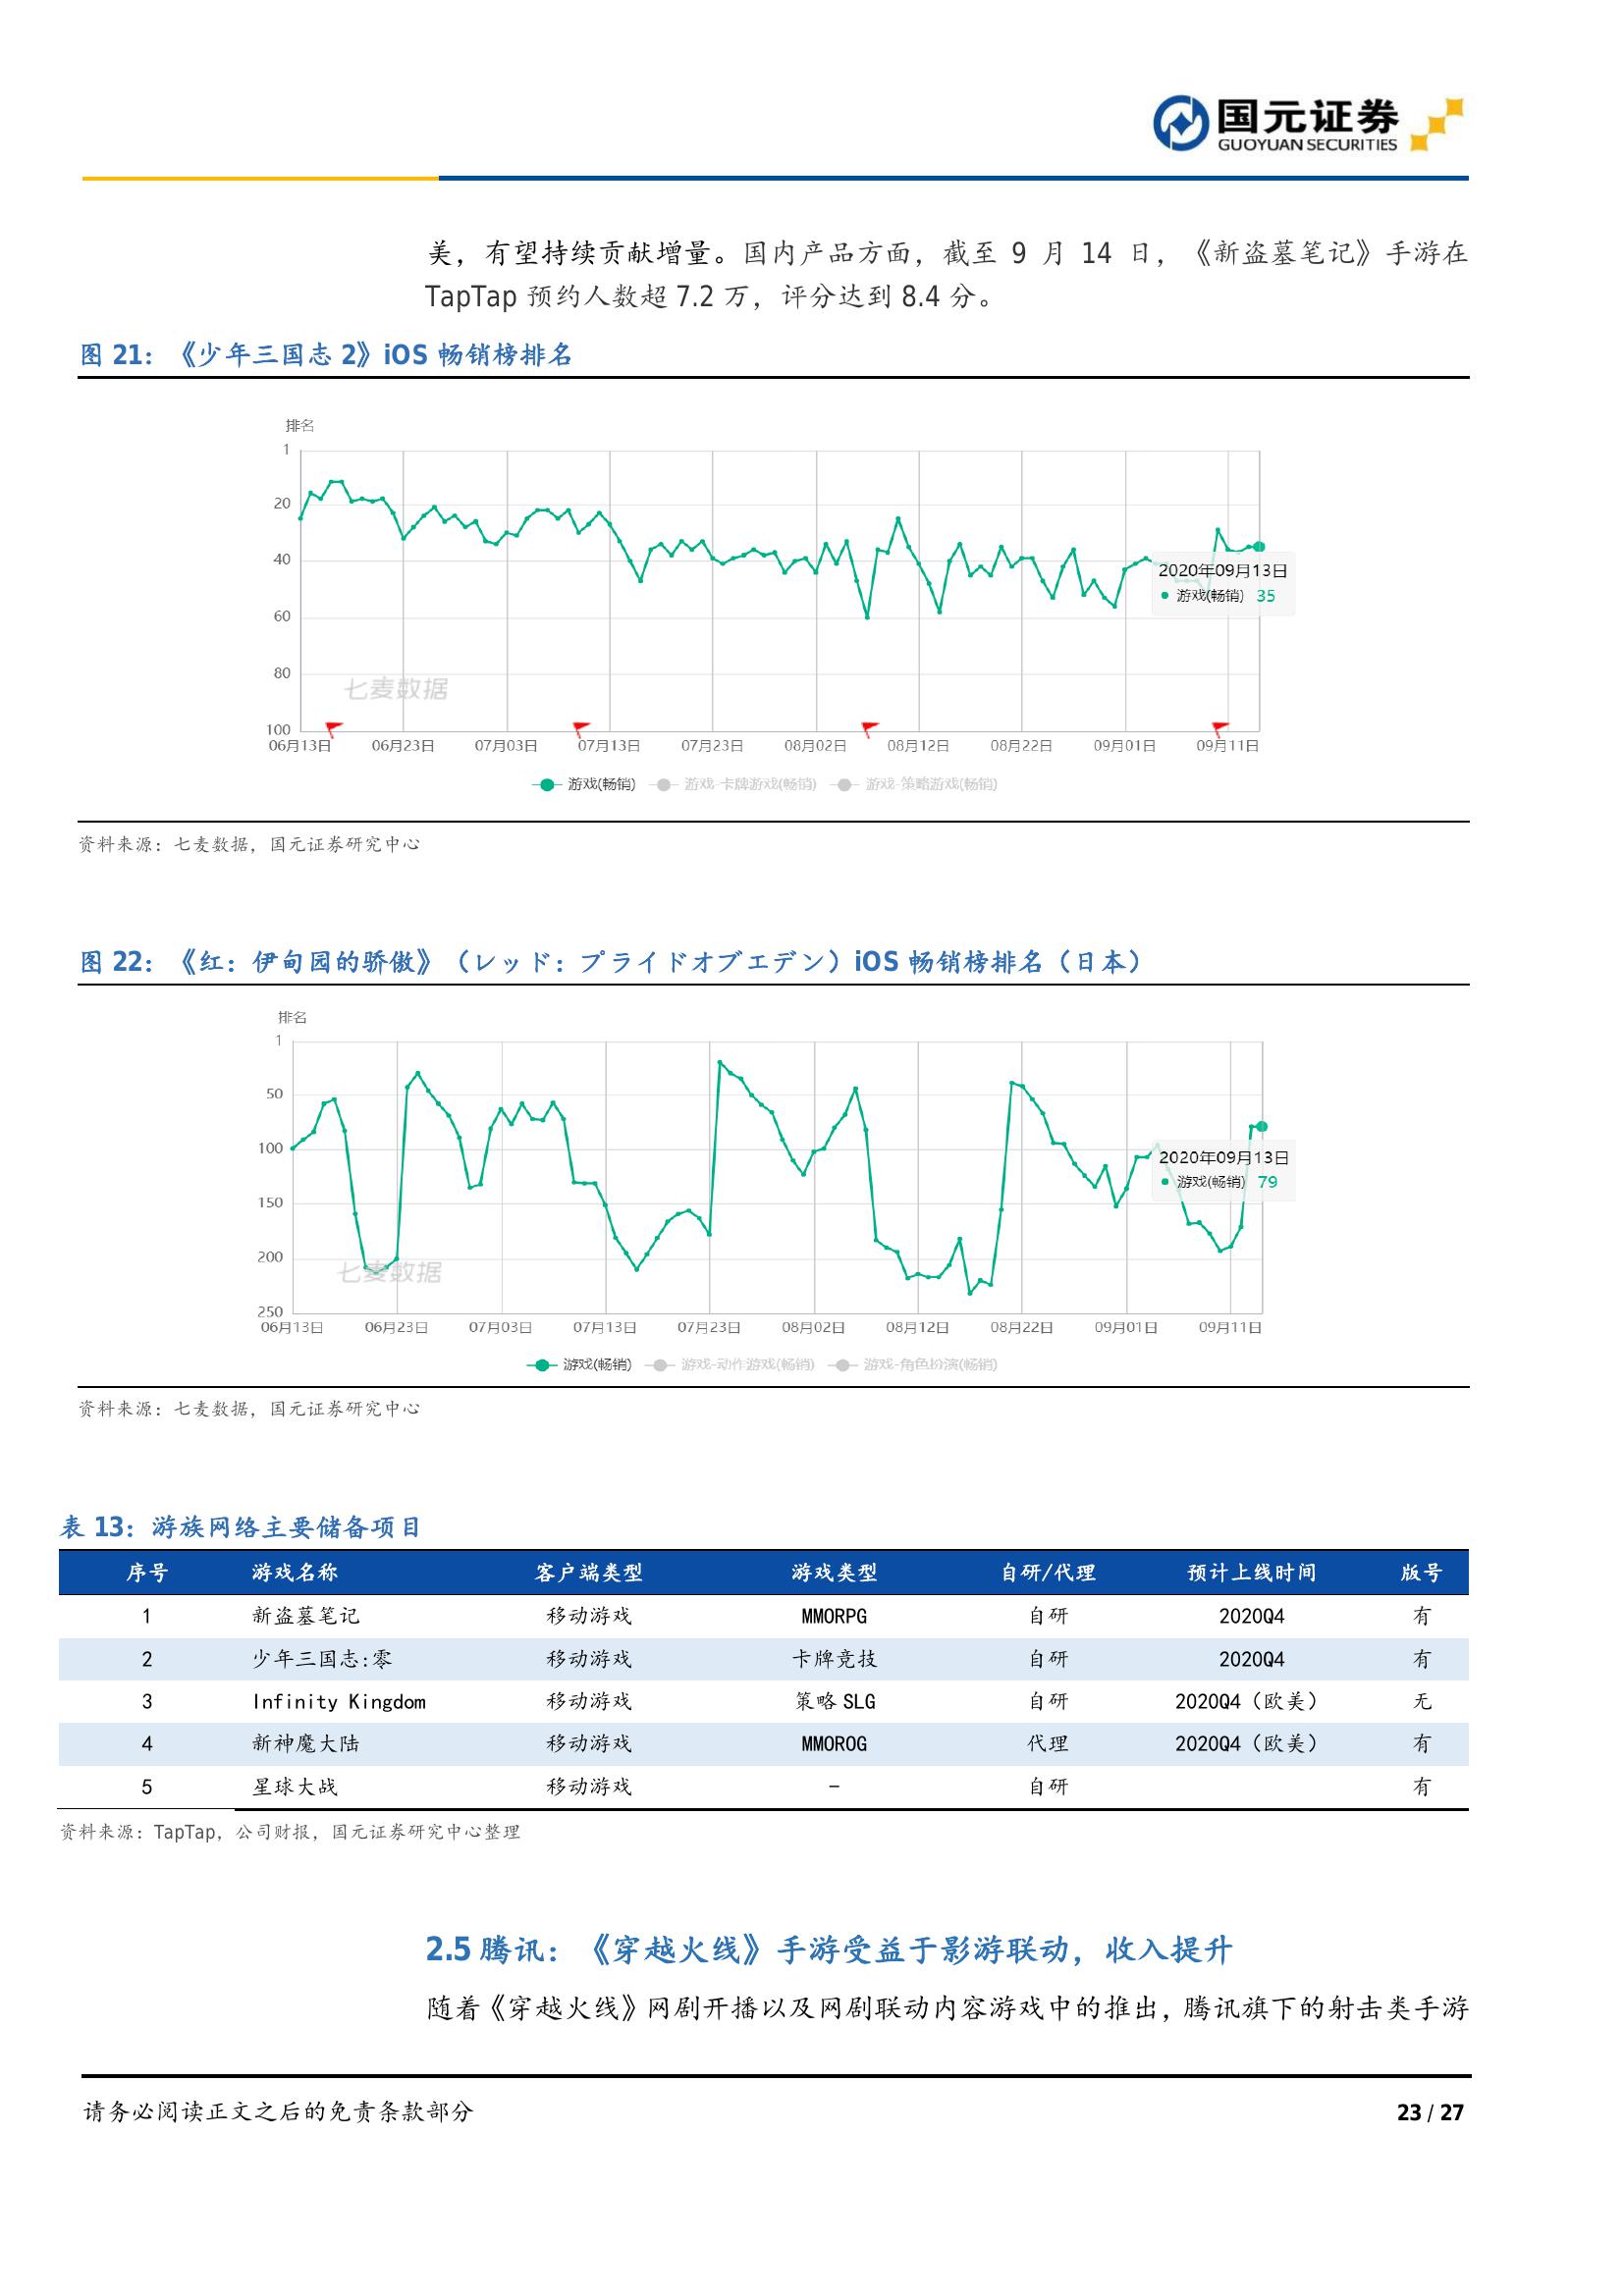 国元证券
GUOYUAN SECURITIES
美，有望持续贡献增量。国内产品方面，截至 9 月 14 日，《新盗墓笔记》手游在
TapTap 预约人数超 7.2 万，评分达到 8.4 分。
图 21：《少年三国志 2》iOS 畅销榜排名
排名
1
20
40
60
80
100
2020年09月13日
游戏(畅销) 35
七麦数据
06月13日 06月23日 07月03日 07月13日 07月23日 08月02日 08月12日 08月22日 09月01日 09月11日
游戏(畅销) 游戏-卡牌游戏(畅销) 游戏-策略游戏(畅销)
资料来源：七麦数据，国元证券研究中心
图 22：《红：伊甸园的骄傲》（レッド：プライドオブエデン）iOS 畅销榜排名（日本）
排名
1
50
100
150
200
250
2020年09月13日
游戏(畅销) 79
七麦数据
06月13日 06月23日 07月03日 07月13日 07月23日 08月02日 08月12日 08月22日 09月01日 09月11日
游戏(畅销) 游戏-动作游戏(畅销) 游戏-角色扮演(畅销)
资料来源：七麦数据，国元证券研究中心
表 13：游族网络主要储备项目
序号 游戏名称 客户端类型 游戏类型 自研/代理 预计上线时间 版号
1 新盗墓笔记 移动游戏 MMORPG 自研 2020Q4 有
2 少年三国志:零 移动游戏 卡牌竞技 自研 2020Q4 有
3 Infinity Kingdom 移动游戏 策略 SLG 自研 2020Q4（欧美） 无
4 新神魔大陆 移动游戏 MMOROG 代理 2020Q4（欧美） 有
5 星球大战 移动游戏 - 自研 有
资料来源：TapTap，公司财报，国元证券研究中心整理
2.5 腾讯：《穿越火线》手游受益于影游联动，收入提升
随着《穿越火线》网剧开播以及网剧联动内容游戏中的推出，腾讯旗下的射击类手游
请务必阅读正文之后的免责条款部分
23 / 27